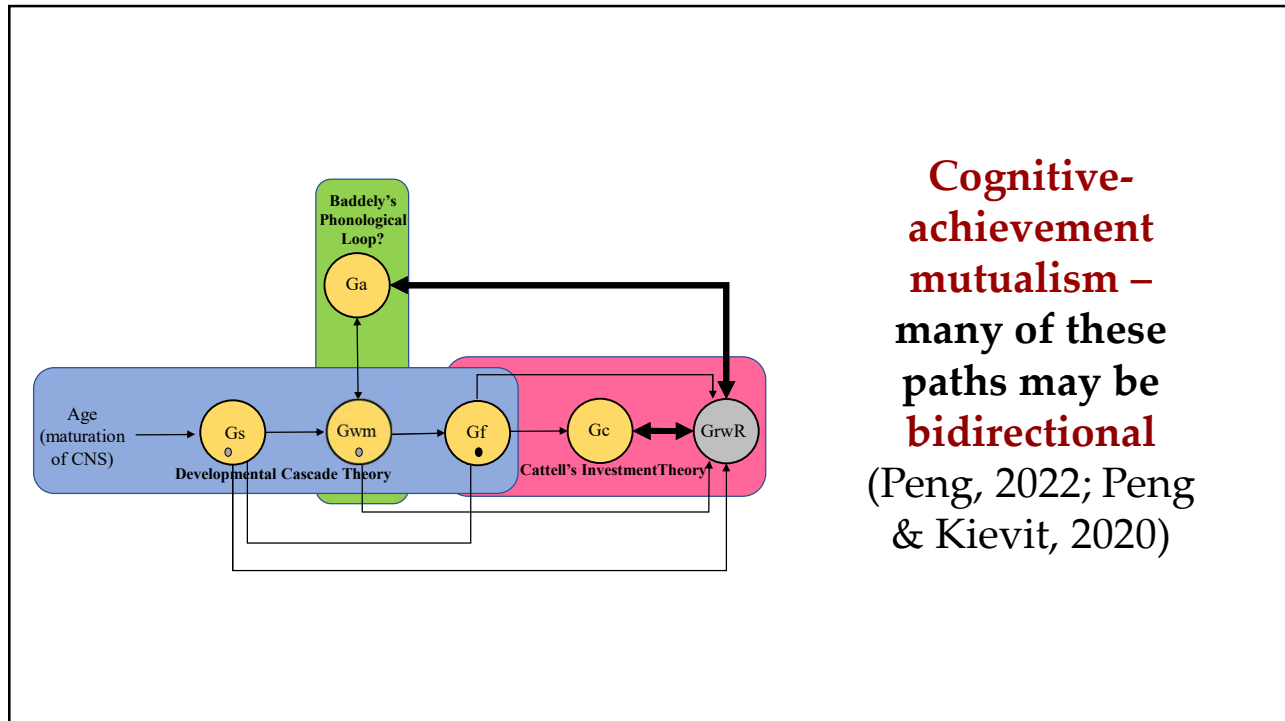 Baddely's
Phonological
Loop?
Ga
Age
(maturation
of CNS)
Gs
Gwm
Gf
Gc
GrwR
Developmental Cascade Theory
Cattell's InvestmentTheory
Cognitive-
achievement
mutualism –
many of these
paths may be
bidirectional
(Peng, 2022; Peng
& Kievit, 2020)